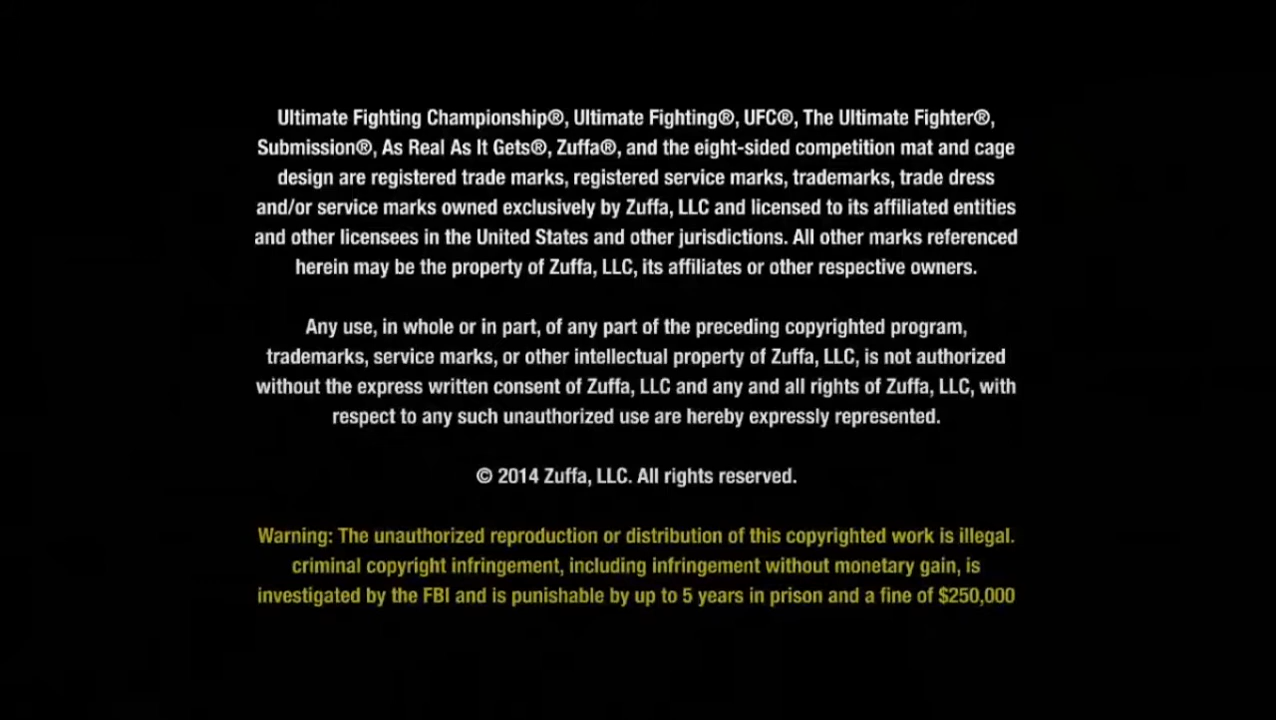 Ultimate Fighting Championship®, Ultimate Fighting®, UFC®, The Ultimate Fighter®,
Submission®, As Real As It Gets®, Zuffa®, and the eight-sided competition mat and cage
design are registered trade marks, registered service marks, trademarks, trade dress
and/or service marks owned exclusively by Zuffa, LLC and licensed to its affiliated entities
and other licensees in the United States and other jurisdictions. All other marks referenced
herein may be the property of Zuffa, LLC, its affiliates or other respective owners.
Any use, in whole or in part, of any part of the preceding copyrighted program,
trademarks, service marks, or other intellectual property of Zuffa, LLC, is not authorized
without the express written consent of Zuffa, LLC and any and all rights of Zuffa, LLC, with
respect to any such unauthorized use are hereby expressly represented.
© 2014 Zuffa, LLC. All rights reserved.
Warning: The unauthorized reproduction or distribution of this copyrighted work is illegal.
criminal copyright infringement, including infringement without monetary gain, is
investigated by the FBI and is punishable by up to 5 years in prison and a fine of $250,000